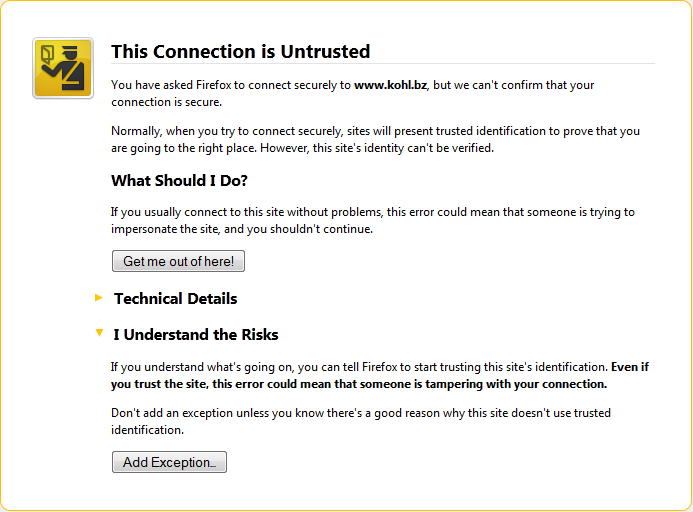 This Connection is Untrusted
You have asked Firefox to connect securely to www.kohl.bz, but we can't confirm that your
connection is secure.
Normally, when you try to connect securely, sites will present trusted identification to prove that you
are going to the right place. However, this site's identity can't be verified.
What Should I Do?
If you usually connect to this site without problems, this error could mean that someone is trying to
impersonate the site, and you shouldn't continue.
Get me out of here!
Technical Details
I Understand the Risks
If you understand what's going on, you can tell Firefox to start trusting this site's identification. Even if
you trust the site, this error could mean that someone is tampering with your connection.
Don't add an exception unless you know there's a good reason why this site doesn't use trusted
identification.
Add Exception...